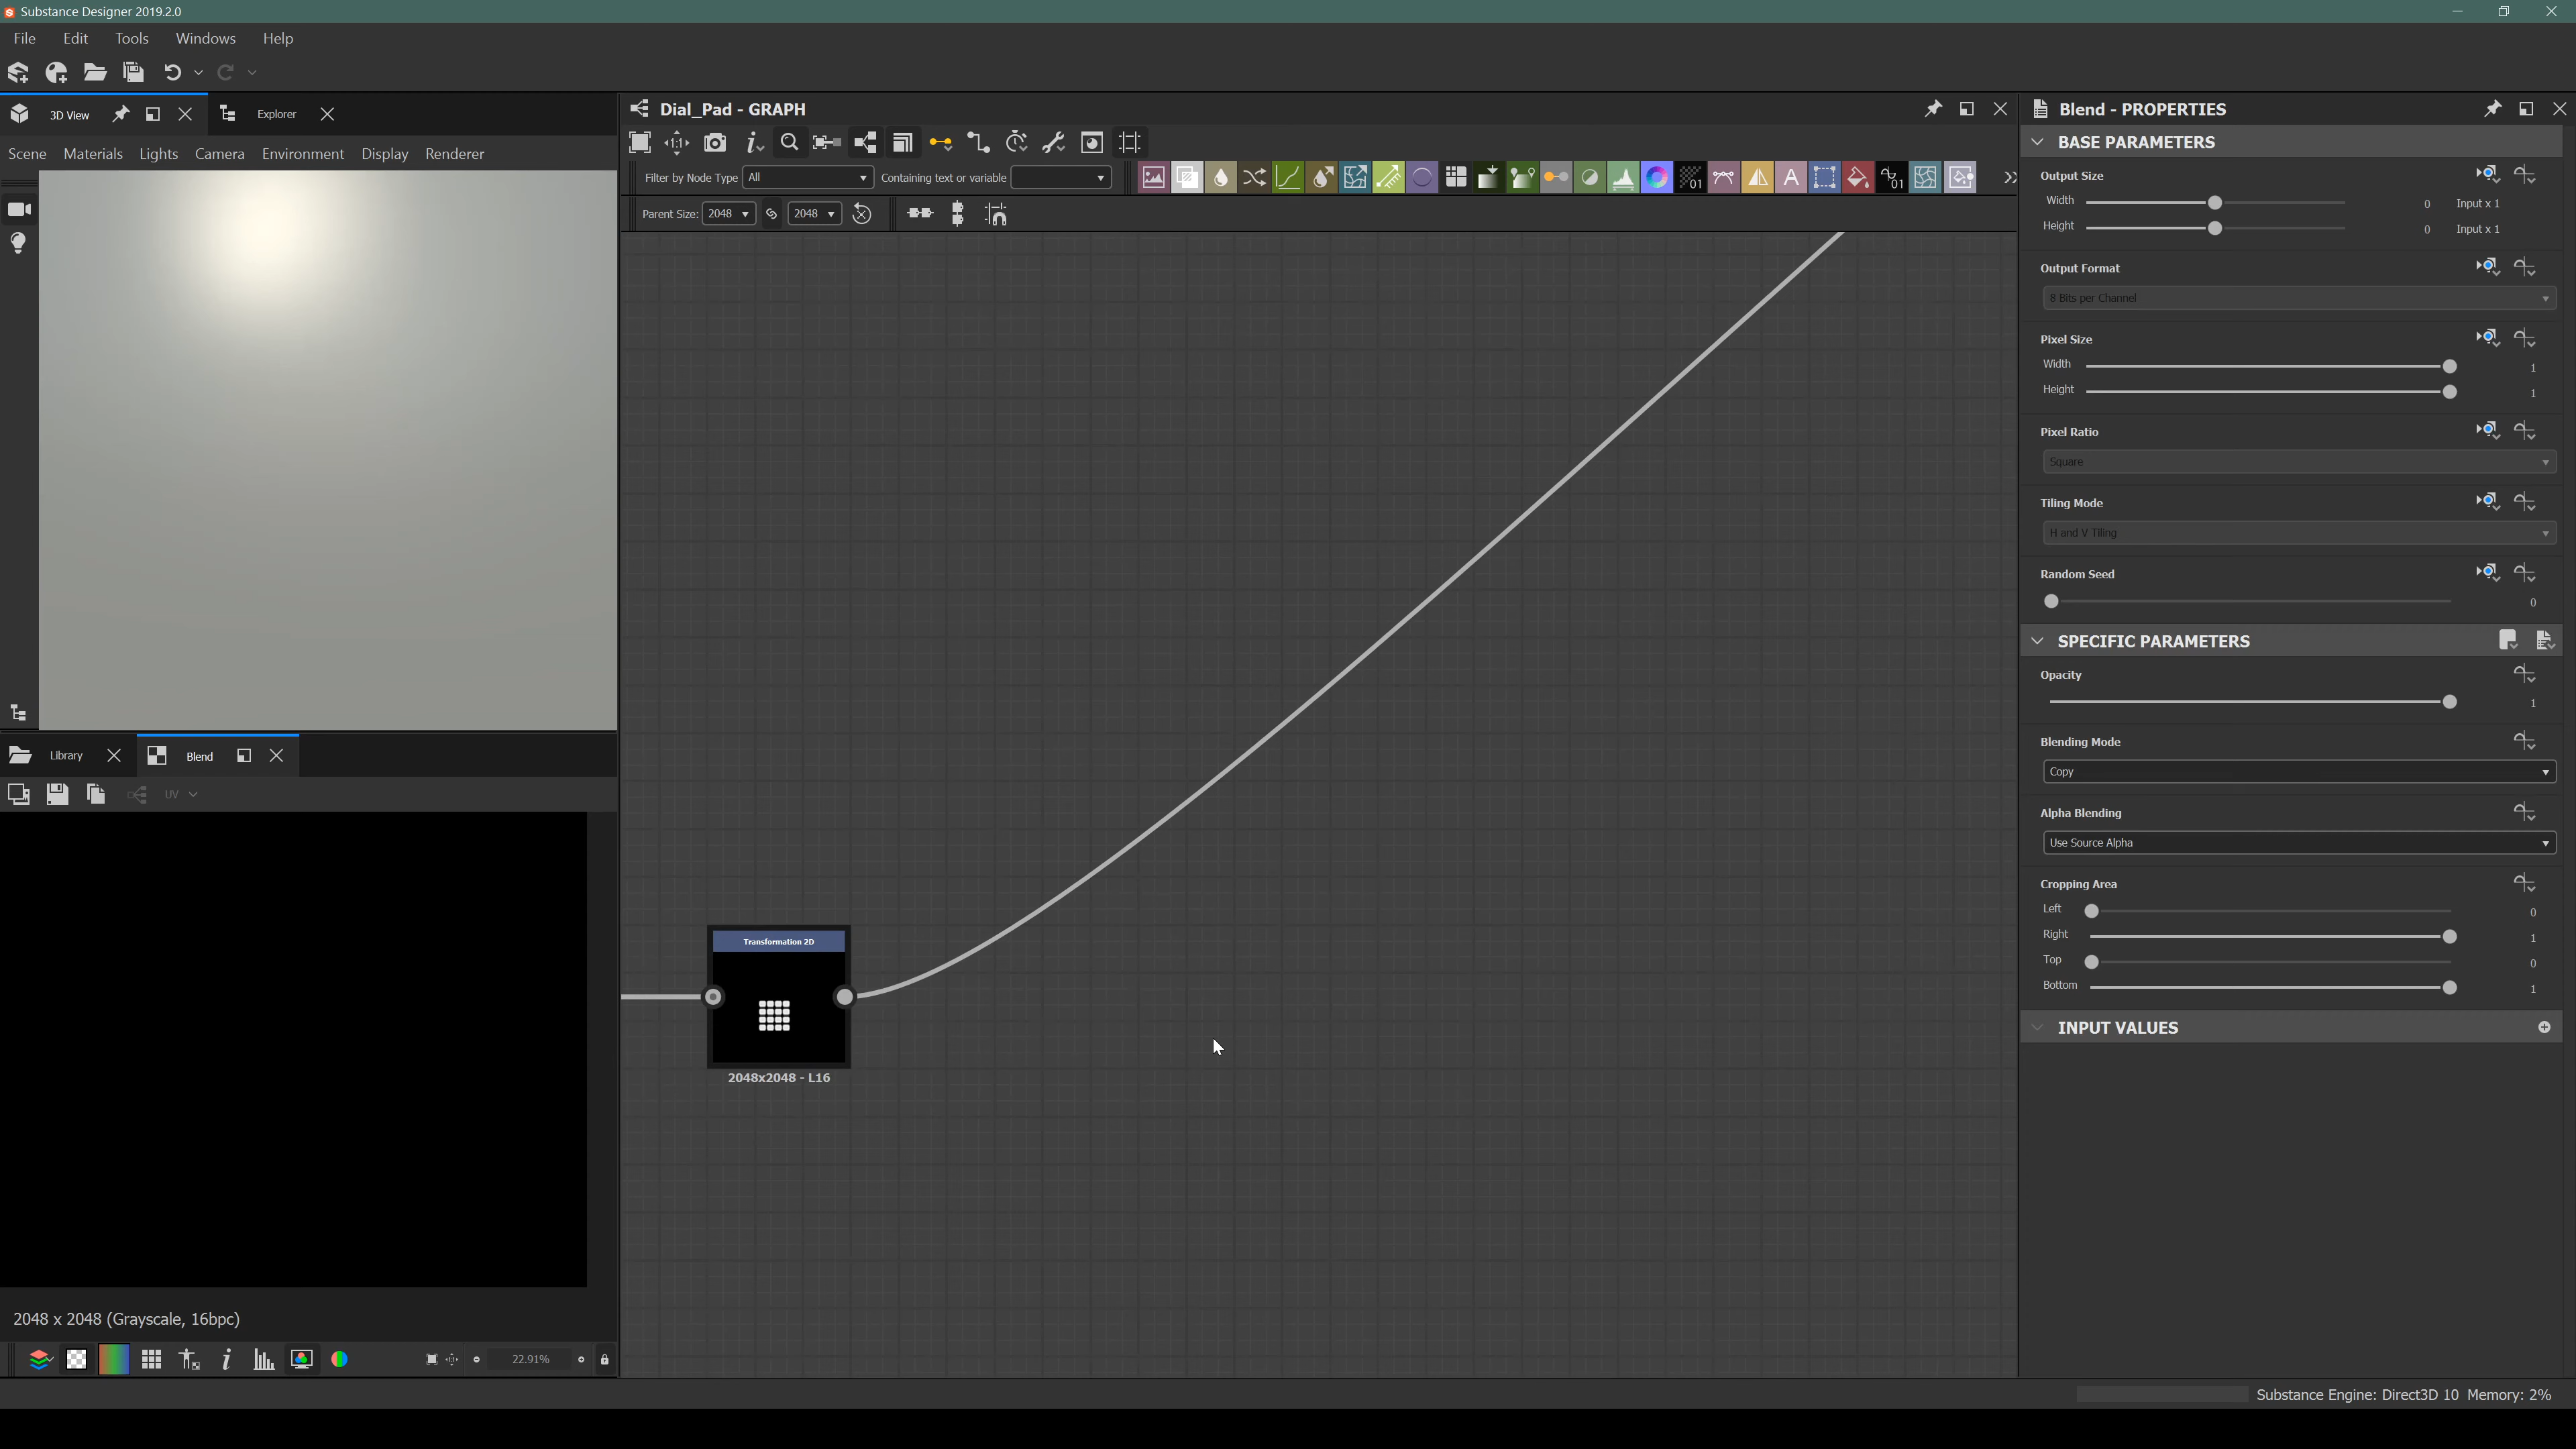 Substance Designer 2019.2.0
File Edit Tools Windows Help
3D View Explorer
Scene Materials Lights Camera Environment Display Renderer
Library Blend
UV
2048 x 2048 (Grayscale, 16bpc)
22.91%
Dial_Pad - GRAPH
1:1
Filter by Node Type All Containing text or variable
Parent Size: 2048 2048
Transformation 2D
2048x2048 - L16
Blend - PROPERTIES
BASE PARAMETERS
Output Size
Width 0 Input x 1
Height 0 Input x 1
Output Format
8 Bits per Channel
Pixel Size
Width 1
Height 1
Pixel Ratio
Square
Tiling Mode
H and V Tiling
Random Seed
0
SPECIFIC PARAMETERS
Opacity
1
Blending Mode
Copy
Alpha Blending
Use Source Alpha
Cropping Area
Left 0
Right 1
Top 0
Bottom 1
INPUT VALUES
Substance Engine: Direct3D 10 Memory: 2%